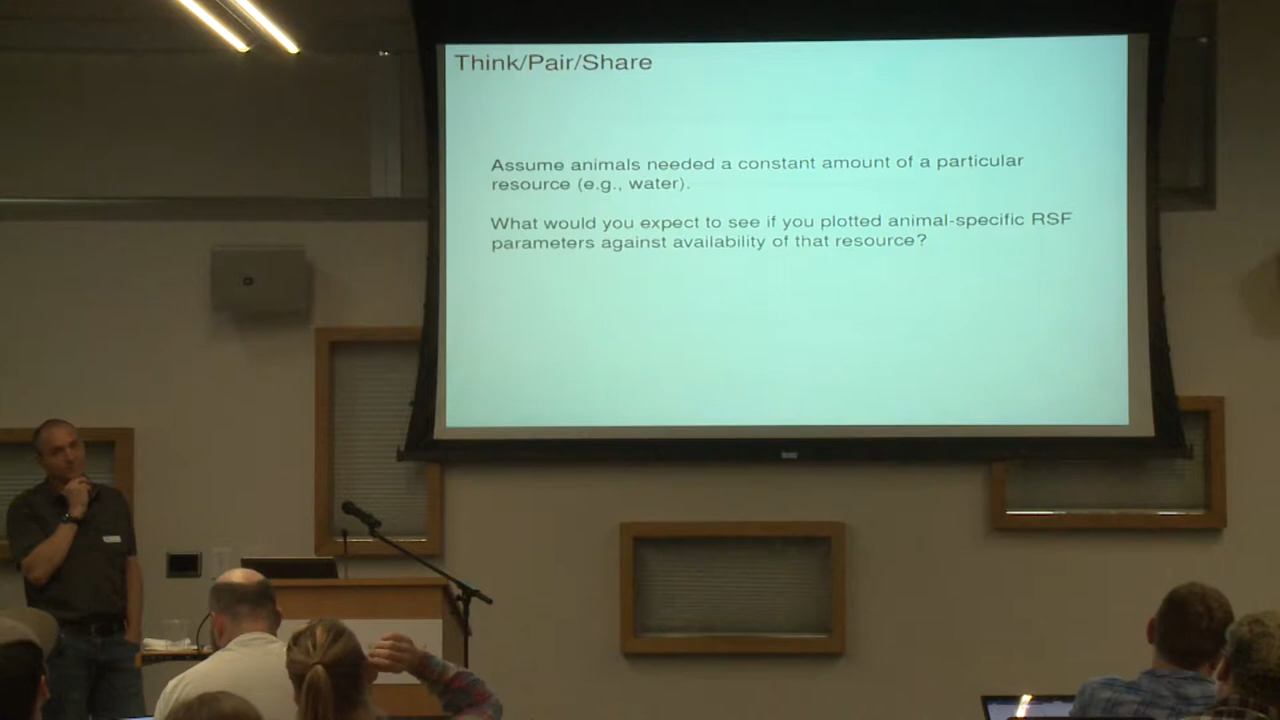 Think/Pair/Share
Assume animals needed a constant amount of a particular
resource (e.g., water).
What would you expect to see if you plotted animal-specific RSF
parameters against availability of that resource?